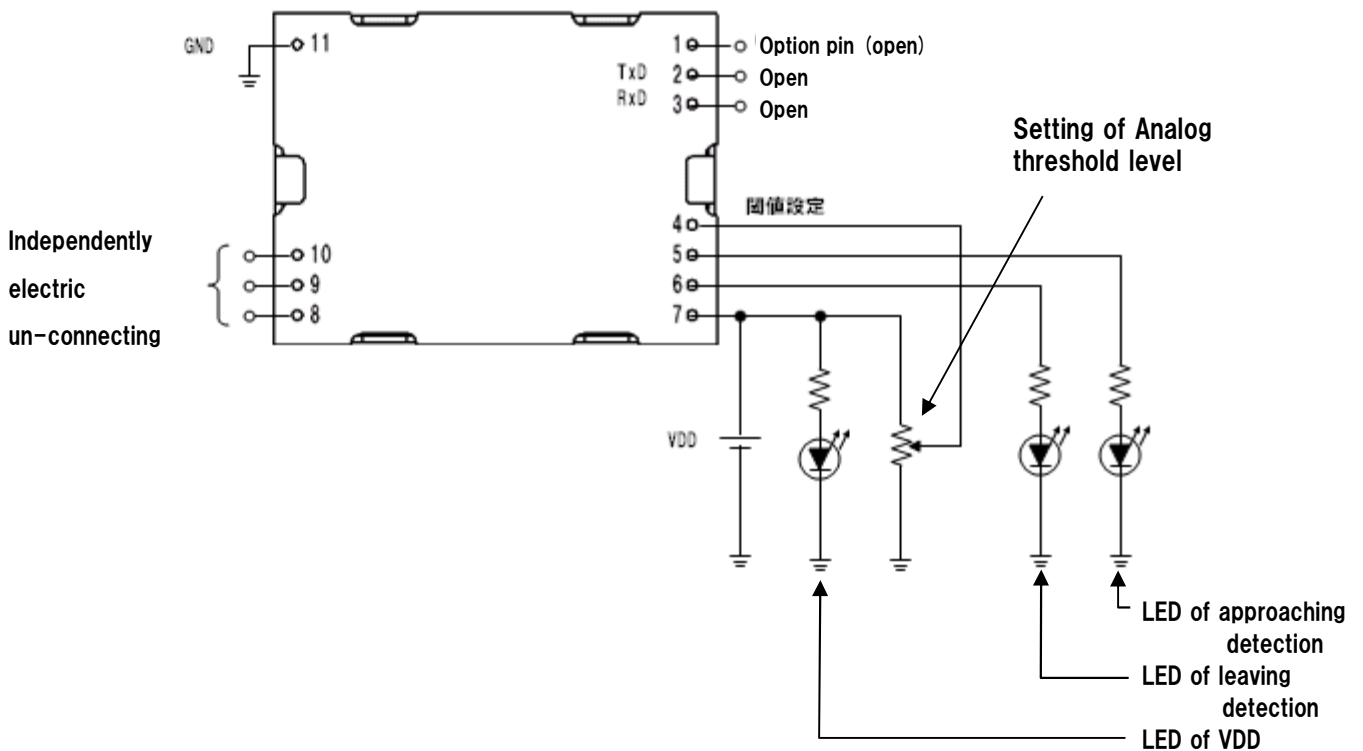 GND
11
1
Option pin (open)
TxD
2
Open
RxD
3
Open
Setting of Analog
threshold level
閾値設定
4
5
6
7
Independently
electric
un-connecting
10
9
8
VDD
LED of approaching
detection
LED of leaving
detection
LED of VDD